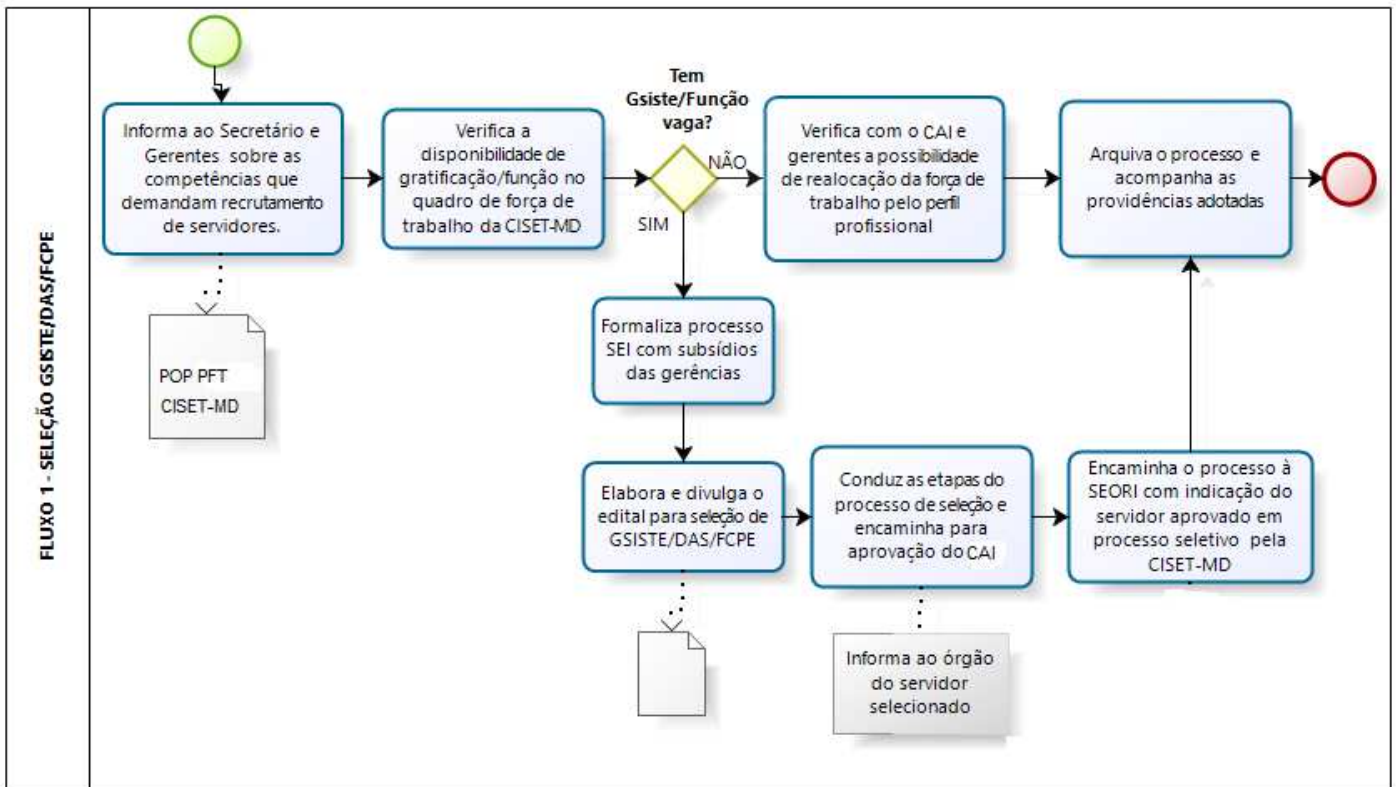 FLUXO 1 - SELEÇÃO GSISTE/DAS/FCPE
Informa ao Secretário e
Gerentes sobre as
competências que
demandam recrutamento
de servidores.
POP PFT
CISET-MD
Verifica a
disponibilidade de
gratificação/função no
quadro de força de
trabalho da CISET-MD
Tem
Gsiste/Função
vaga?
NÃO
SIM
Verifica com o CAI e
gerentes a possibilidade
de realocação da força de
trabalho pelo perfil
profissional
Arquiva o processo e
acompanha as
providências adotadas
Formaliza processo
SEI com subsídios
das gerências
Elabora e divulga o
edital para seleção de
GSISTE/DAS/FCPE
Conduz as etapas do
processo de seleção e
encaminha para
aprovação do CAI
Informa ao órgão
do servidor
selecionado
Encaminha o processo à
SEORI com indicação do
servidor aprovado em
processo seletivo pela
CISET-MD